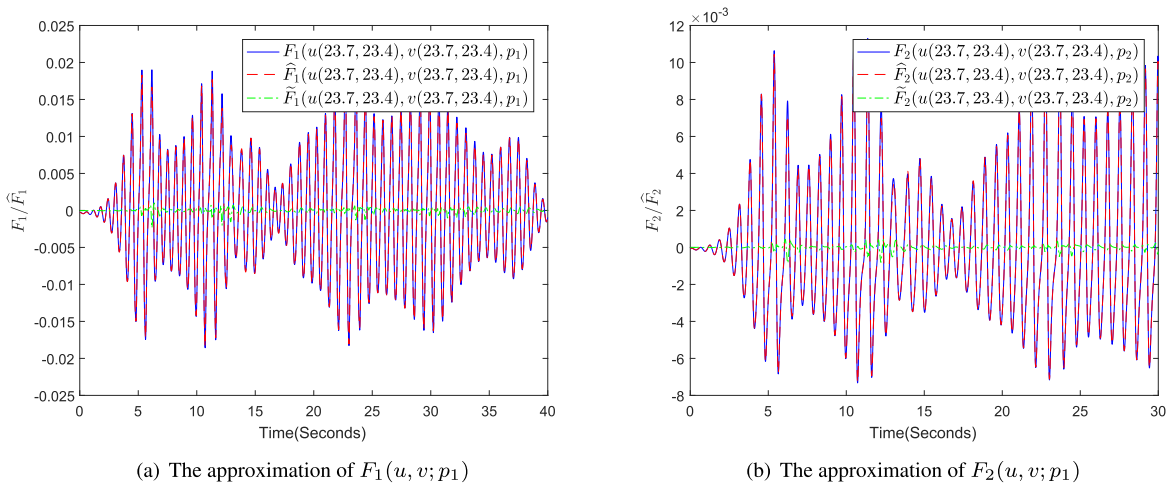 F₁(u(23.7, 23.4), v(23.7, 23.4), p₁)
F̂₁(u(23.7, 23.4), v(23.7, 23.4), p₁)
F̃₁(u(23.7, 23.4), v(23.7, 23.4), p₁)
0.025
0.02
0.015
0.01
0.005
0
-0.005
-0.01
-0.015
-0.02
-0.025
F₁/F̂₁
0 5 10 15 20 25 30 35 40
Time(Seconds)
(a) The approximation of F₁(u, v; p₁)
×10⁻³
F₂(u(23.7, 23.4), v(23.7, 23.4), p₂)
F̂₂(u(23.7, 23.4), v(23.7, 23.4), p₂)
F̃₂(u(23.7, 23.4), v(23.7, 23.4), p₂)
12
10
8
6
4
2
0
-2
-4
-6
-8
F₂/F̂₂
0 5 10 15 20 25 30
Time(Seconds)
(b) The approximation of F₂(u, v; p₁)